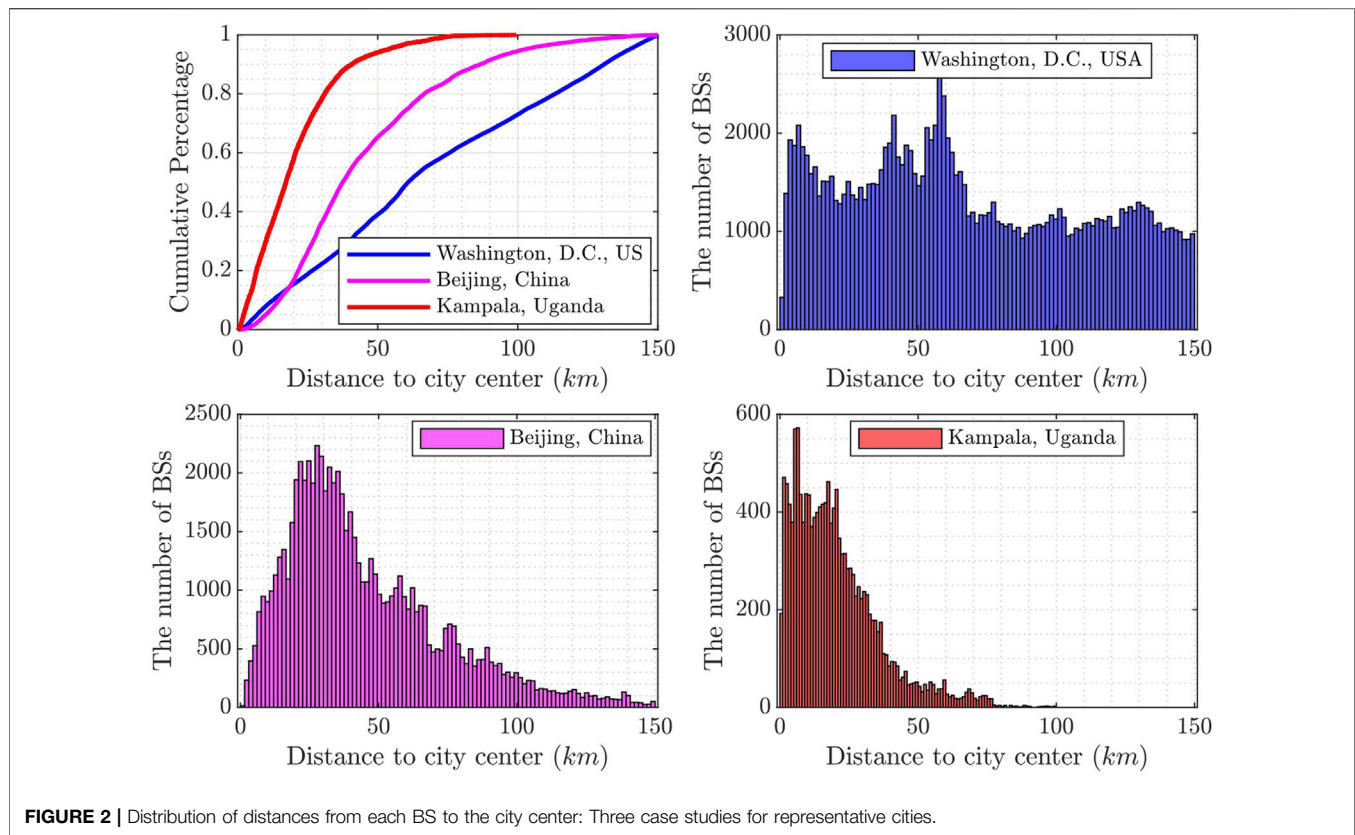 1
0.8
0.6
0.4
0.2
0
Cumulative Percentage
Washington, D.C., US
Beijing, China
Kampala, Uganda
0 50 100 150
Distance to city center (km)
3000
2000
1000
0
The number of BSs
Washington, D.C., USA
0 50 100 150
Distance to city center (km)
2500
2000
1500
1000
500
0
The number of BSs
Beijing, China
0 50 100 150
Distance to city center (km)
600
400
200
0
The number of BSs
Kampala, Uganda
0 50 100 150
Distance to city center (km)
FIGURE 2 | Distribution of distances from each BS to the city center: Three case studies for representative cities.